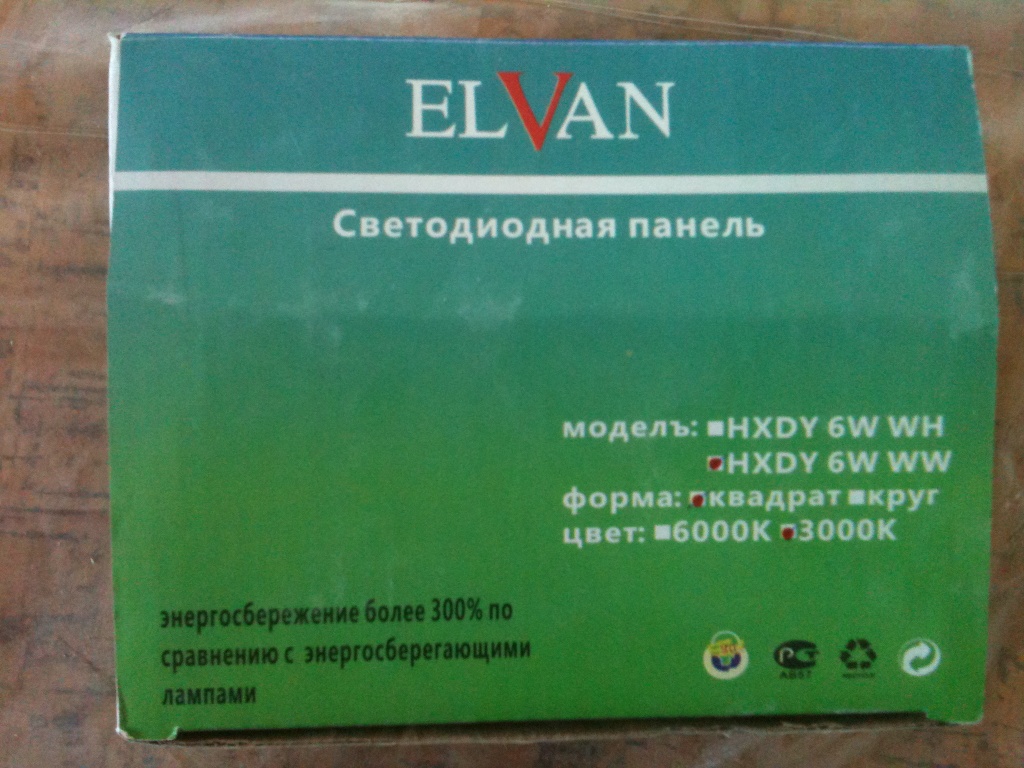 ELVAN
Светодиодная панель
моделъ: HXDY 6W WH
HXDY 6W WW
форма: квадрат круг
цвет: 6000K 3000K
энергосбережение более 300% по
сравнению с энергосберегающими
лампами
АВ57